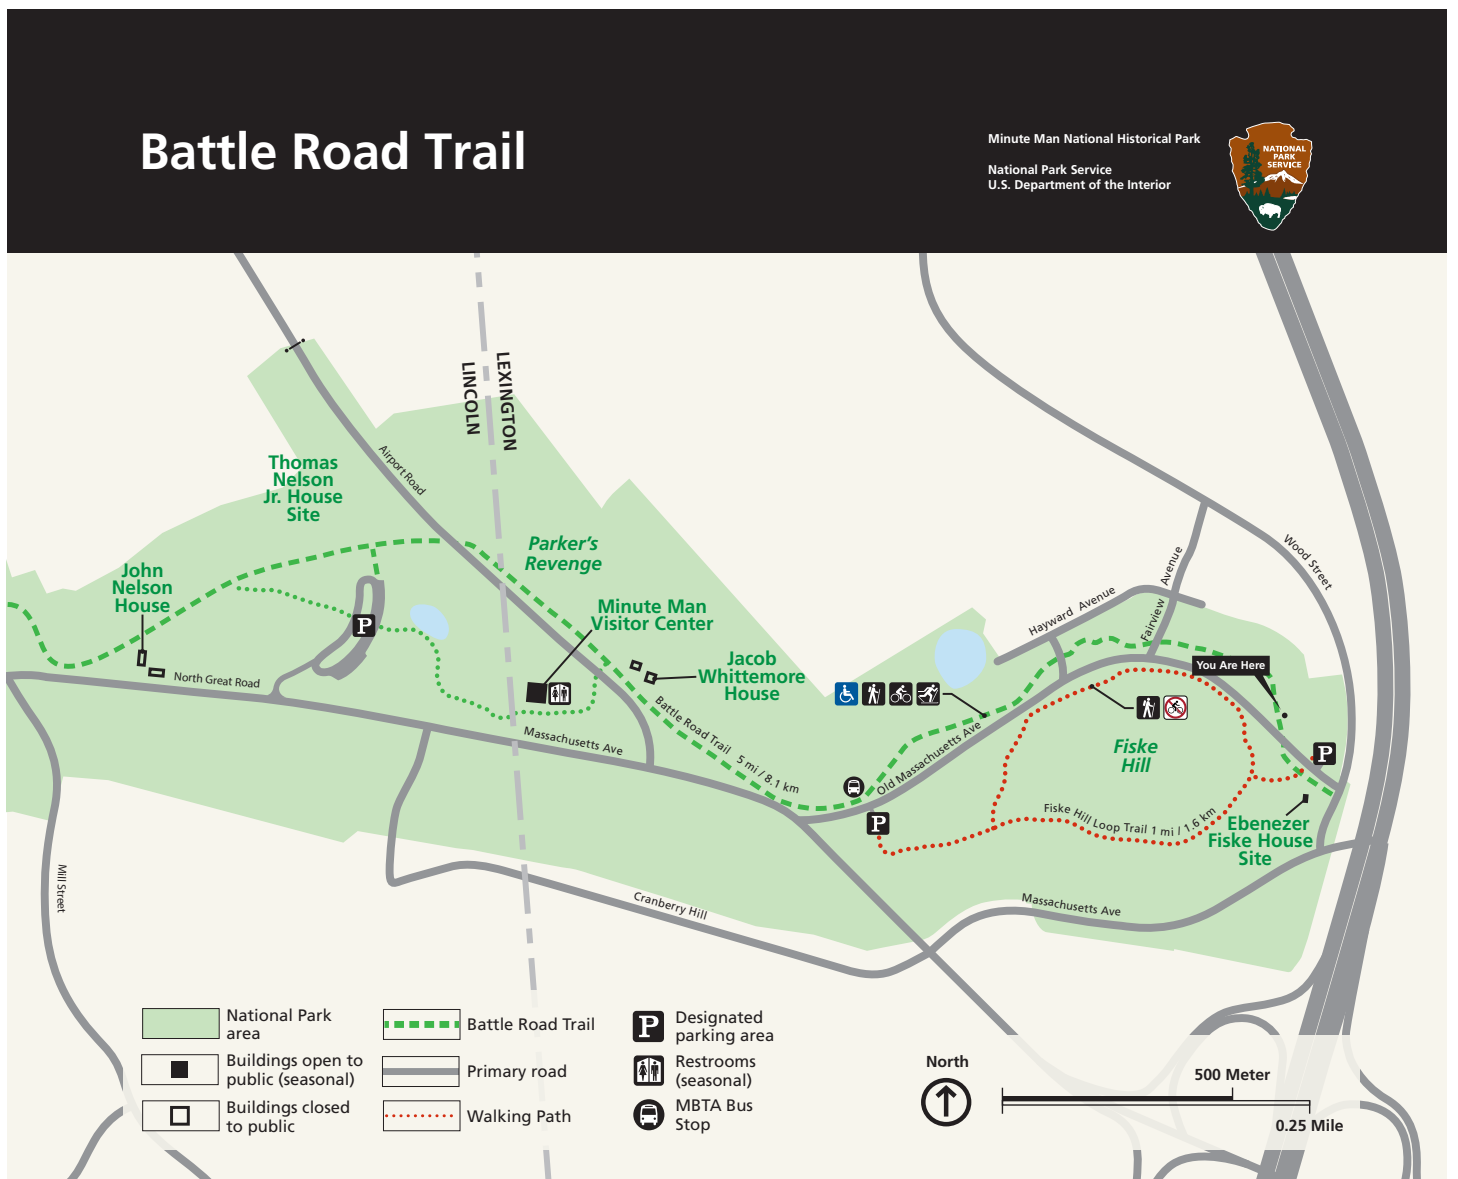 Battle Road Trail
Minute Man National Historical Park
National Park Service
U.S. Department of the Interior
NATIONAL
PARK
SERVICE
LINCOLN
LEXINGTON
Airport Road
Thomas
Nelson
Jr. House
Site
Parker's
Revenge
John
Nelson
House
Minute Man
Visitor Center
Jacob
Whittemore
House
P
North Great Road
Massachusetts Ave
Battle Road Trail 5 mi / 8.1 km
Old Massachusetts Ave
Hayward Avenue
Fairview Avenue
Wood Street
You Are Here
Fiske
Hill
P
P
Fiske Hill Loop Trail 1 mi / 1.6 km
Ebenezer
Fiske House
Site
Mill Street
Cranberry Hill
Massachusetts Ave
National Park
area
Buildings open to
public (seasonal)
Buildings closed
to public
Battle Road Trail
Primary road
Walking Path
P
Designated
parking area
Restrooms
(seasonal)
MBTA Bus
Stop
North
500 Meter
0.25 Mile